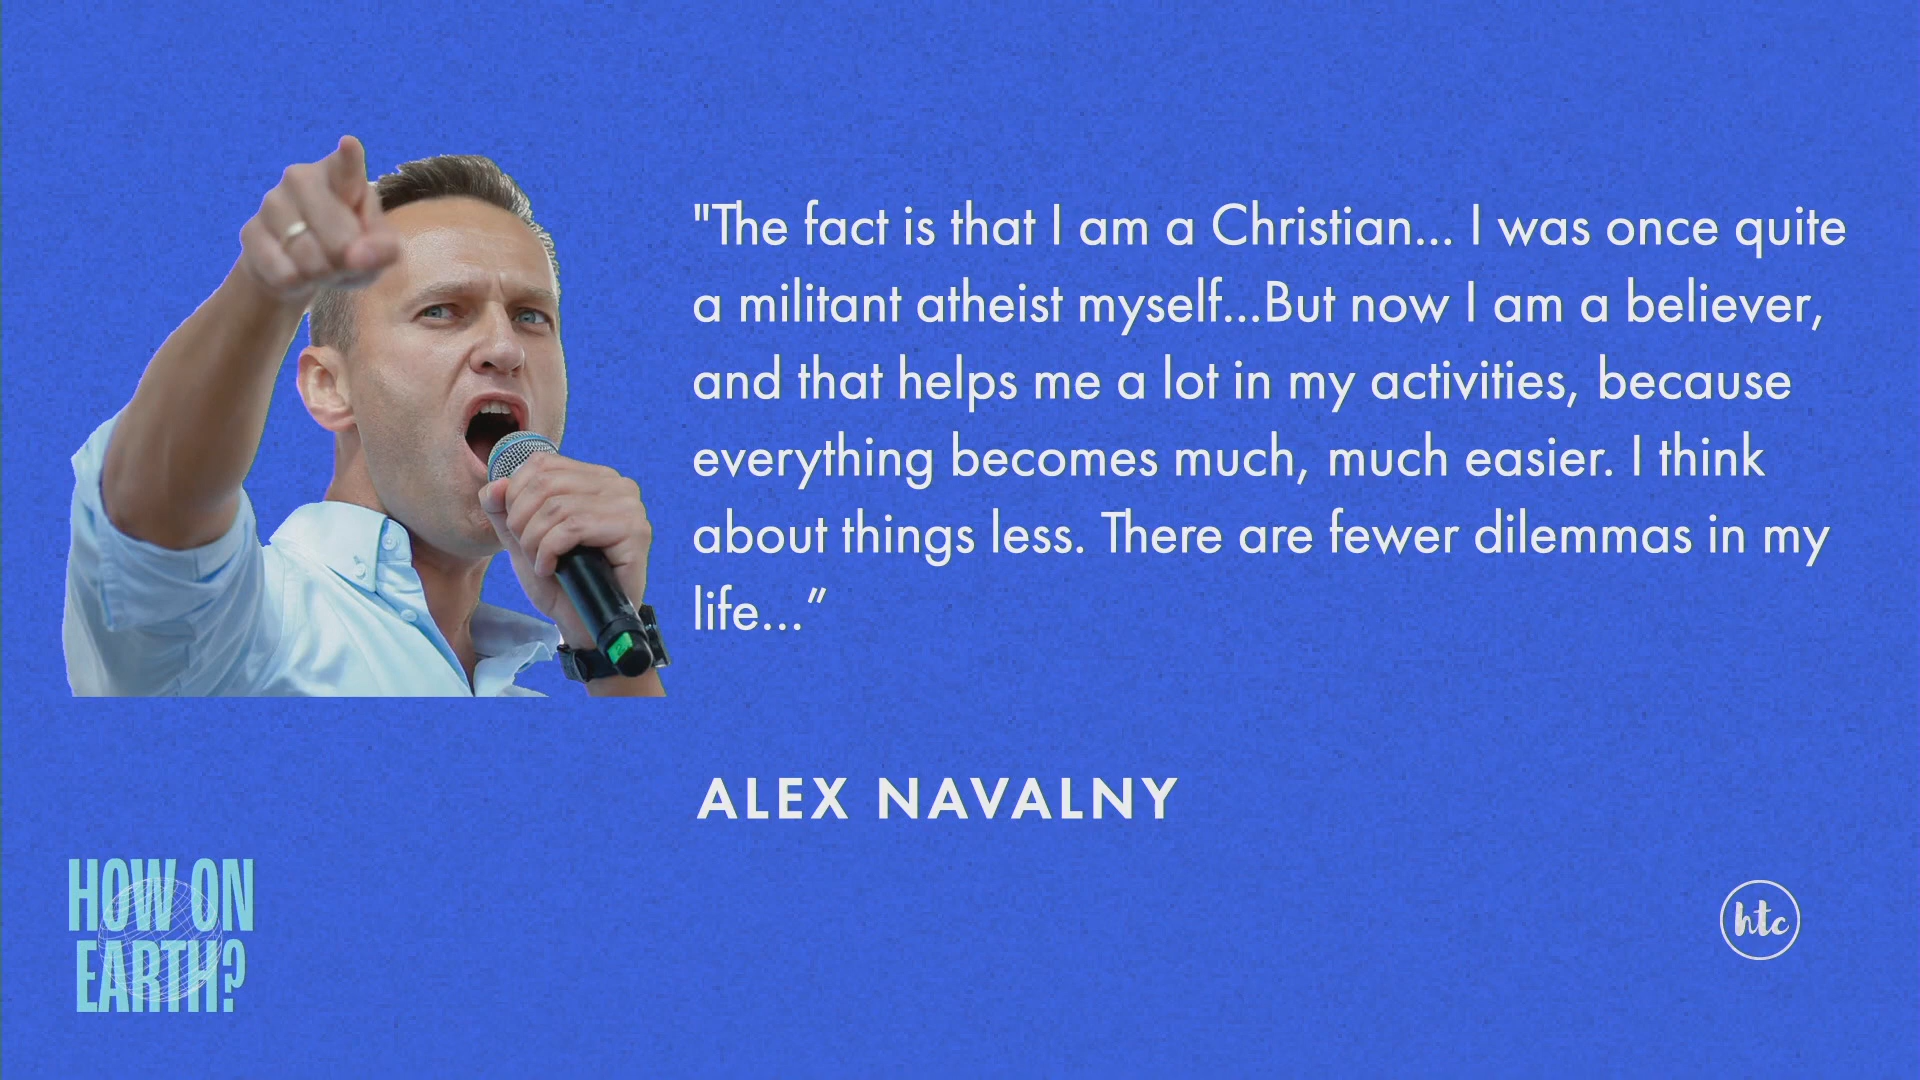 "The fact is that I am a Christian... I was once quite
a militant atheist myself...But now I am a believer,
and that helps me a lot in my activities, because
everything becomes much, much easier. I think
about things less. There are fewer dilemmas in my
life...”
ALEX NAVALNY
HOW ON
EARTH?
htc